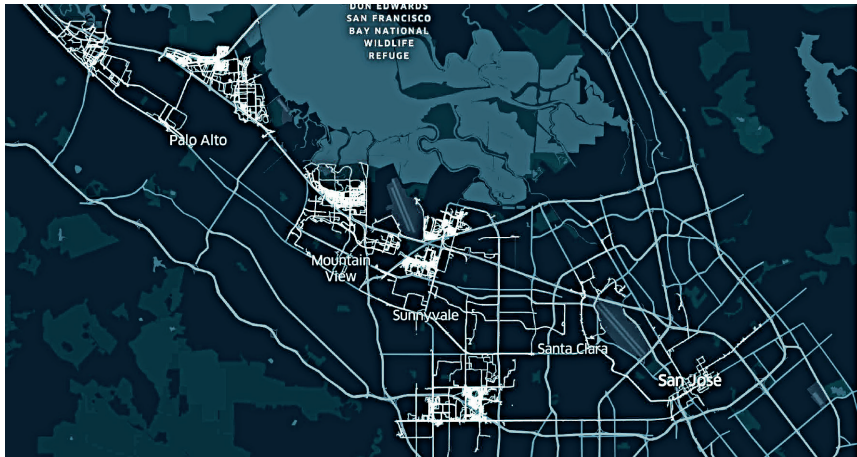 DON EDWARDS
SAN FRANCISCO
BAY NATIONAL
WILDLIFE
REFUGE
Palo Alto
Mountain
View
Sunnyvale
Santa Clara
San José